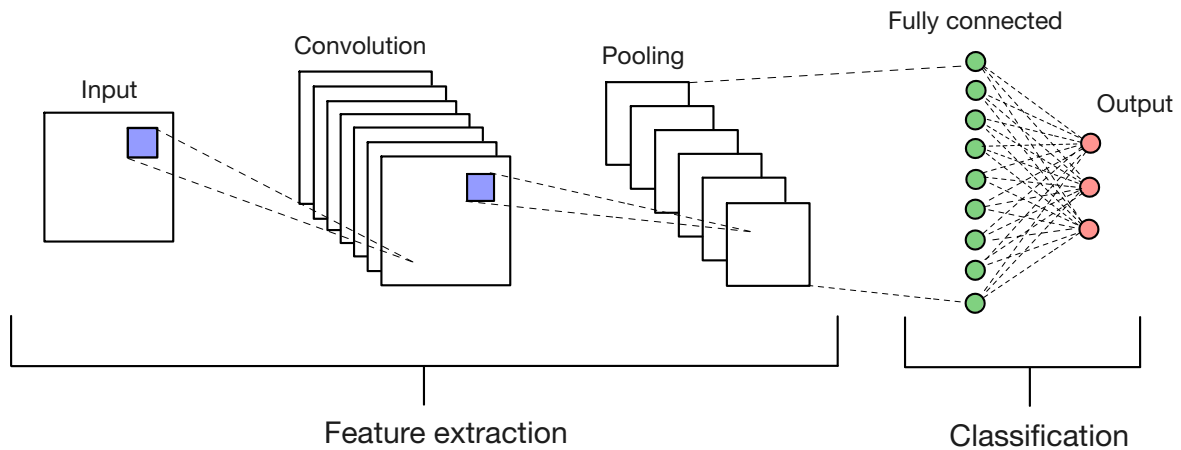 Input
Convolution
Pooling
Fully connected
Output
Feature extraction
Classification